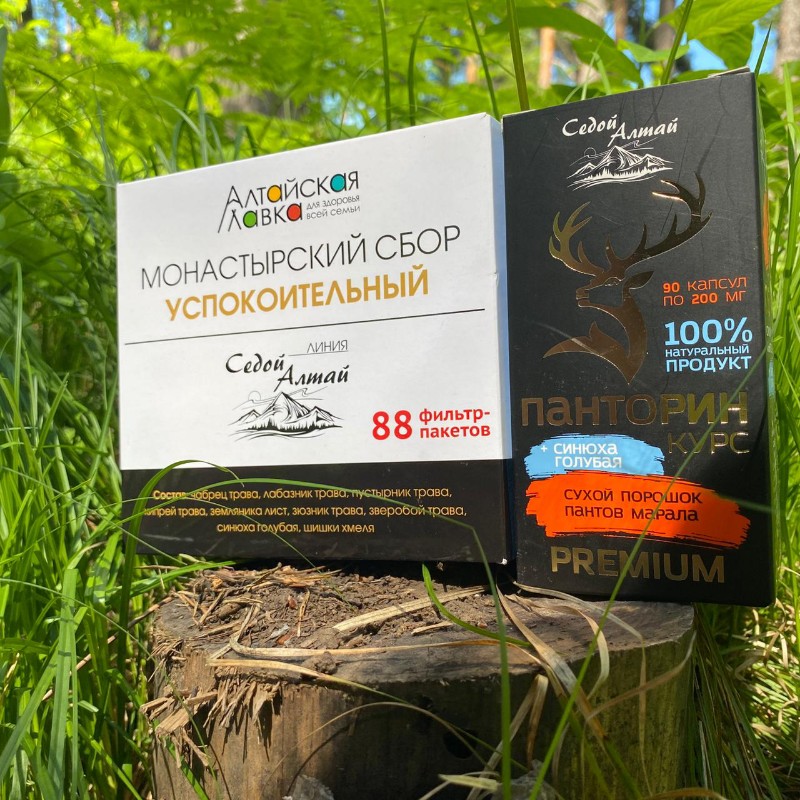 АЛТАЙСКАЯ
ЛАВКА
для здоровья
всей семьи
МОНАСТЫРСКИЙ СБОР
УСПОКОИТЕЛЬНЫЙ
ЛИНИЯ
Седой
Алтай
88 фильтр-
пакетов
Состав: чабрец трава, лабазник трава, пустырник трава,
кипрей трава, земляника лист, зюзник трава, зверобой трава,
синюха голубая, шишки хмеля
Седой Алтай
90 КАПСУЛ
ПО 200 МГ
100%
НАТУРАЛЬНЫЙ
ПРОДУКТ
ПАНТОРИН
КУРС
+ СИНЮХА
ГОЛУБАЯ
СУХОЙ ПОРОШОК
ПАНТОВ МАРАЛА
PREMIUM